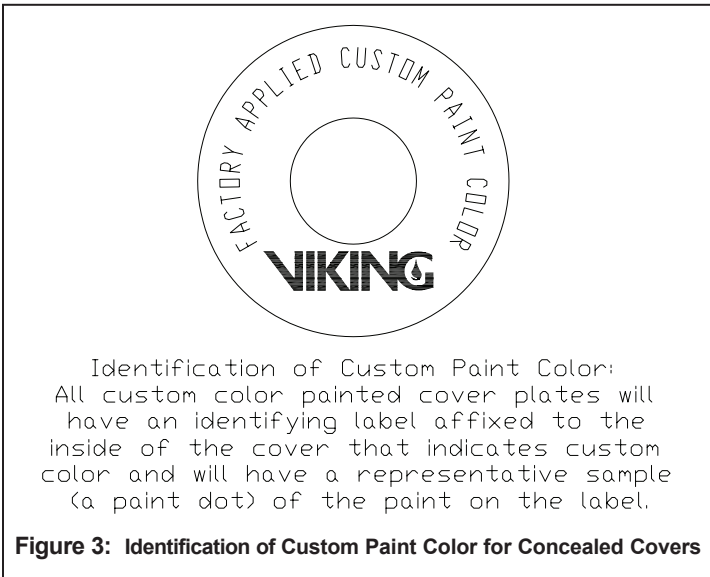 FACTORY APPLIED CUSTOM PAINT COLOR
VIKING
Identification of Custom Paint Color:
All custom color painted cover plates will
have an identifying label affixed to the
inside of the cover that indicates custom
color and will have a representative sample
(a paint dot) of the paint on the label.
Figure 3: Identification of Custom Paint Color for Concealed Covers